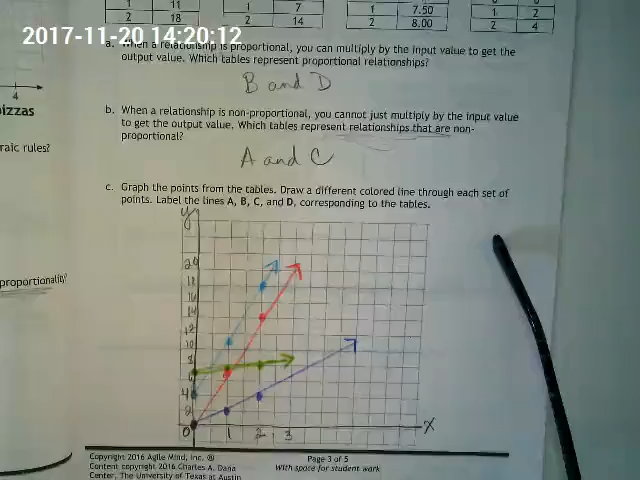 2017-11-20 14:20:12
1 11 1 7 1 7.50 1 2
2 18 2 14 2 8.00 2 4
a. When a relationship is proportional, you can multiply by the input value to get the
output value. Which tables represent proportional relationships?
B and D
b. When a relationship is non-proportional, you cannot just multiply by the input value
to get the output value. Which tables represent relationships that are non-
proportional?
A and C
c. Graph the points from the tables. Draw a different colored line through each set of
points. Label the lines A, B, C, and D, corresponding to the tables.
y
20
18
16
14
12
10
8
6
4
2
0 1 2 3 x
4
izzas
raic rules?
proportionality?
Copyright 2016 Agile Mind, Inc. ® Page 3 of 5
Content copyright 2016 Charles A. Dana With space for student work
Center, The University of Texas at Austin